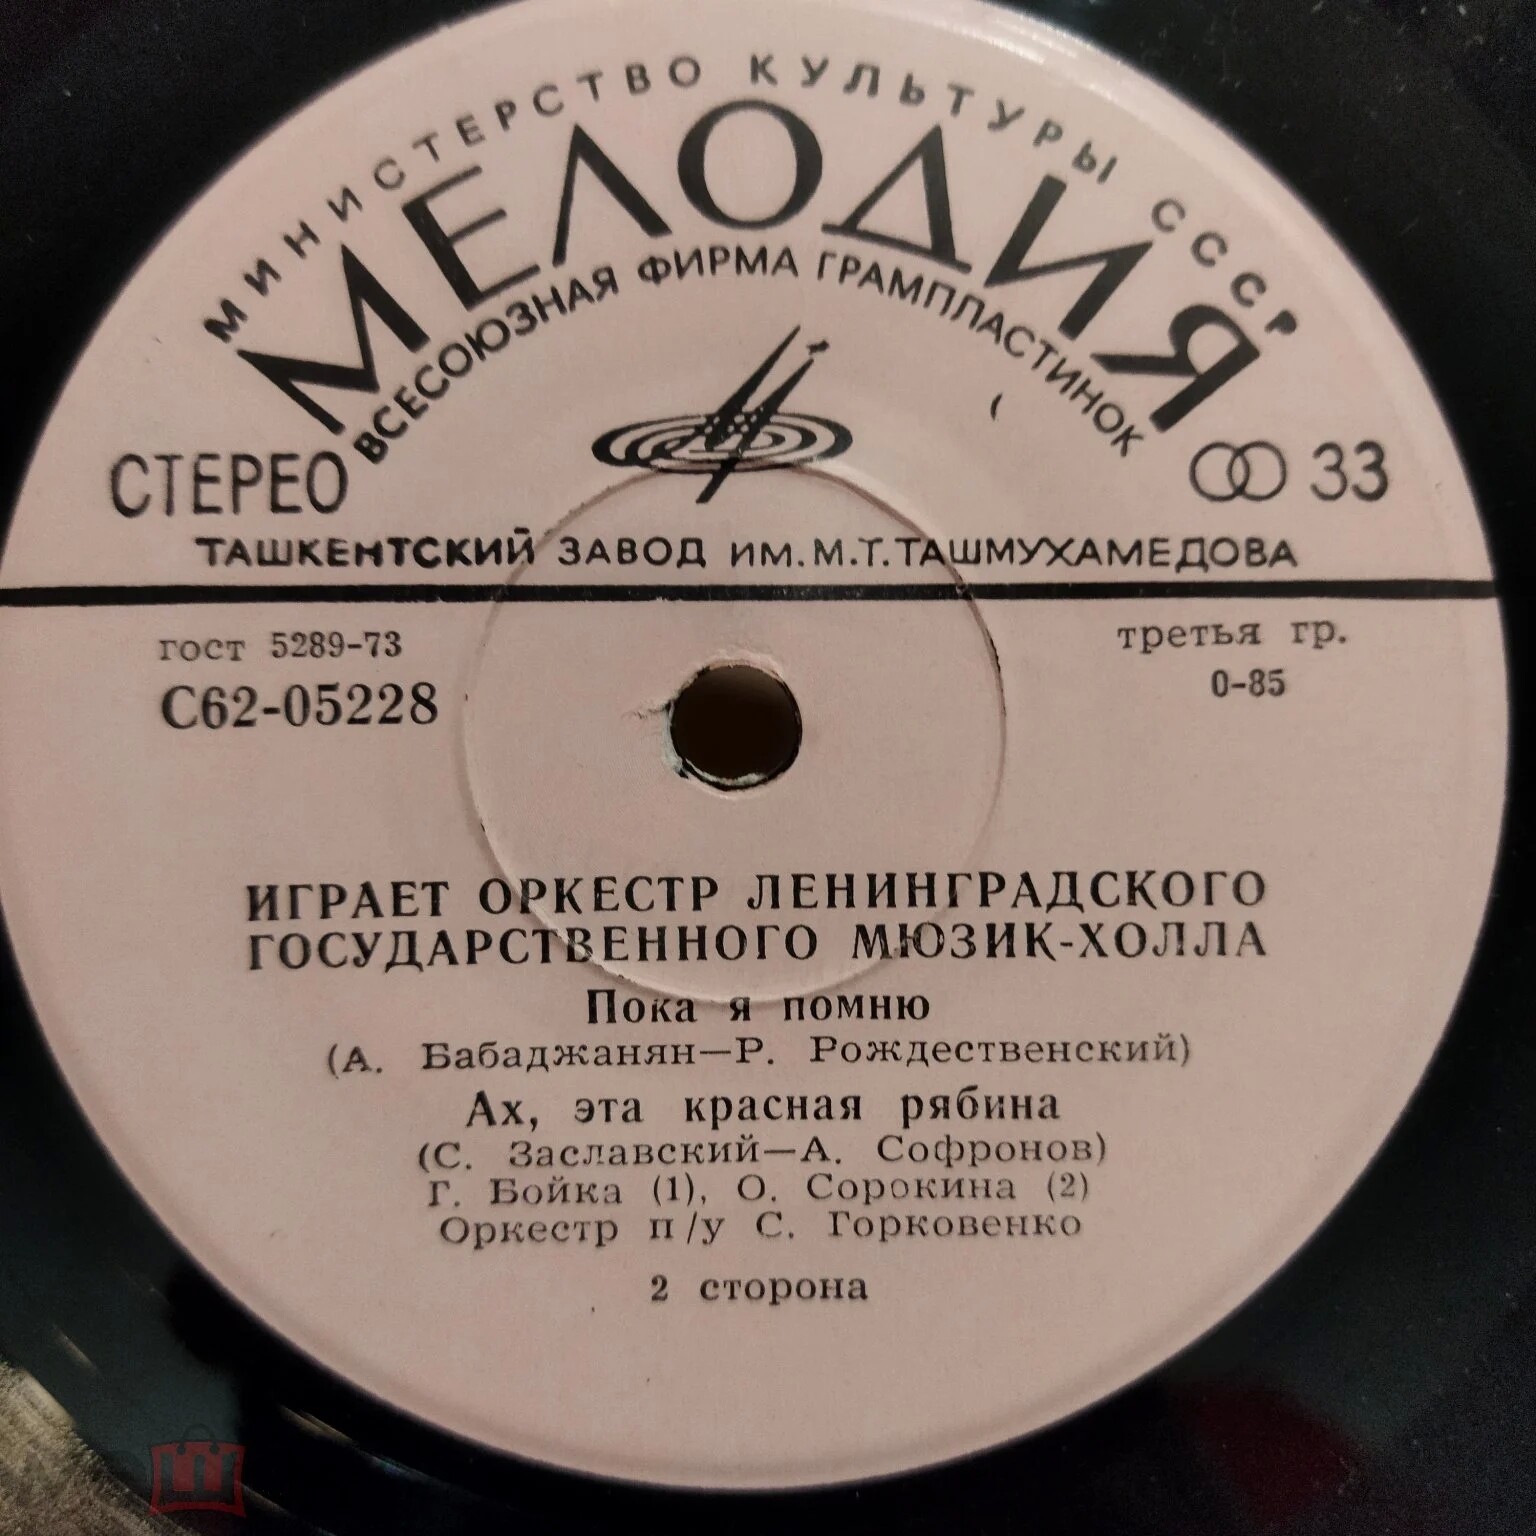 МИНИСТЕРСТВО КУЛЬТУРЫ СССР
МЕЛОДИЯ
ВСЕСОЮЗНАЯ ФИРМА ГРАМПЛАСТИНОК
СТЕРЕО 33
ТАШКЕНТСКИЙ ЗАВОД ИМ. М.Т. ТАШМУХАМЕДОВА
гост 5289-73 третья гр.
С62-05228 0-85
ИГРАЕТ ОРКЕСТР ЛЕНИНГРАДСКОГО
ГОСУДАРСТВЕННОГО МЮЗИК-ХОЛЛА
Пока я помню
(А. Бабаджанян—Р. Рождественский)
Ах, эта красная рябина
(С. Заславский—А. Софронов)
Г. Бойка (1), О. Сорокина (2)
Оркестр п/у С. Горковенко
2 сторона